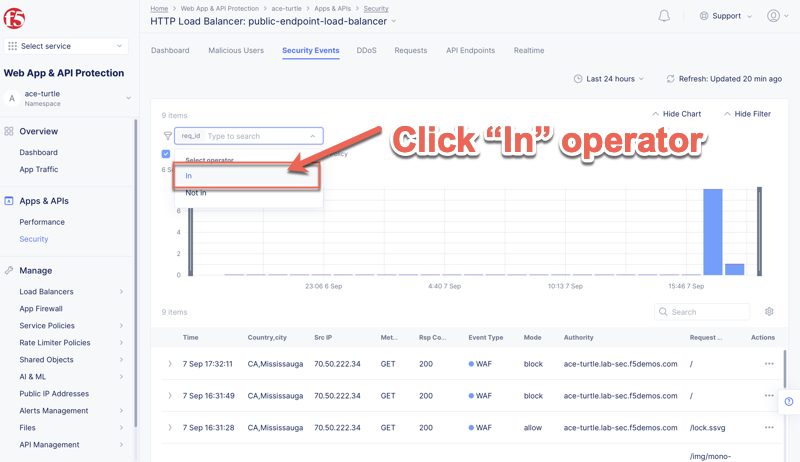 f5
Home > Web App & API Protection > ace-turtle > Apps & APIs > Security
HTTP Load Balancer: public-endpoint-load-balancer
Support
Select service
Dashboard Malicious Users Security Events DDoS Requests API Endpoints Realtime
Web App & API Protection
Last 24 hours Refresh: Updated 20 min ago
A ace-turtle
Namespace
9 items
Hide Chart Hide Filter
Overview
req_id Type to search
Click “In” operator
Dashboard
Select operator
App Traffic
In
Not in
Apps & APIs
Performance
Security
6
4
2
0
23:06 6 Sep 4:40 7 Sep 10:13 7 Sep 15:46 7 Sep
Manage
Load Balancers
App Firewall
Service Policies
Rate Limiter Policies
Shared Objects
AI & ML
Public IP Addresses
Alerts Management
Files
API Management
9 items
Search
Time Country,city Src IP Met... Rsp Co... Event Type Mode Authority Request ... Actions
7 Sep 17:32:11 CA,Mississauga 70.50.222.34 GET 200 WAF block ace-turtle.lab-sec.f5demos.com / ...
7 Sep 16:31:49 CA,Mississauga 70.50.222.34 GET 200 WAF block ace-turtle.lab-sec.f5demos.com / ...
7 Sep 16:31:28 CA,Mississauga 70.50.222.34 GET 200 WAF allow ace-turtle.lab-sec.f5demos.com /lock.ssvg ...
/img/mono-